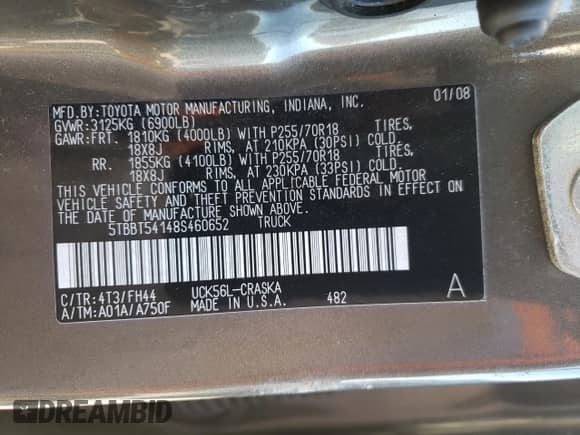 MFD.BY:TOYOTA MOTOR MANUFACTURING, INDIANA, INC. 01/08
GVWR:3125KG (6900LB)
GAWR:FRT. 1810KG (4000LB) WITH P255/70R18 TIRES,
18X8J RIMS, AT 210KPA (30PSI) COLD.
RR. 1855KG (4100LB) WITH P255/70R18 TIRES,
18X8J RIMS, AT 230KPA (33PSI) COLD.
THIS VEHICLE CONFORMS TO ALL APPLICABLE FEDERAL MOTOR
VEHICLE SAFETY AND THEFT PREVENTION STANDARDS IN EFFECT ON
THE DATE OF MANUFACTURE SHOWN ABOVE.
5TBBT54148S460652 TRUCK
C/TR:4T3/FH44 UCK56L-CRASKA A
A/TM:A01A/A750F MADE IN U.S.A. 482
DREAMBID